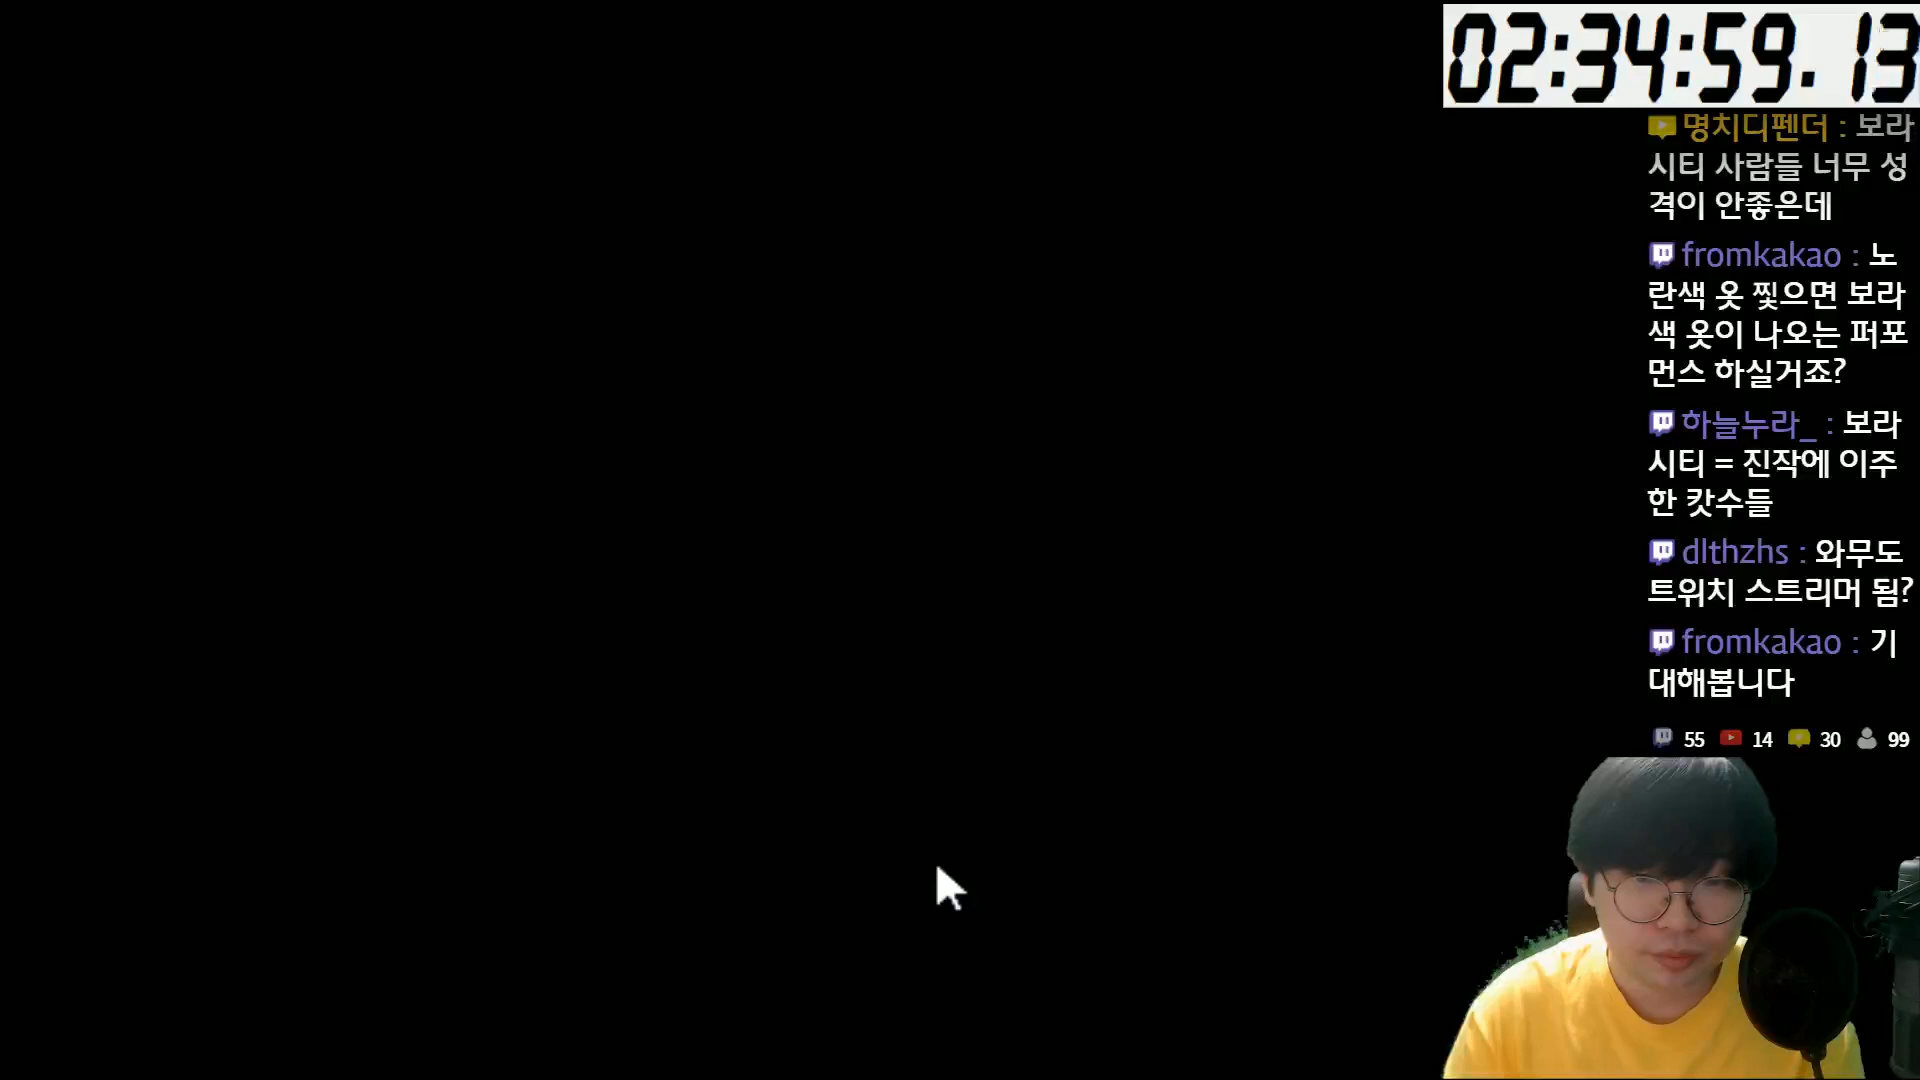 02:34:59.13
명치디펜더 : 보라
시티 사람들 너무 성
격이 안좋은데
fromkakao : 노
란색 옷 찢으면 보라
색 옷이 나오는 퍼포
먼스 하실거죠?
하늘누라_ : 보라
시티 = 진작에 이주
한 캇수들
dlthzhs : 와무도
트위치 스트리머 됨?
fromkakao : 기
대해봅니다
55 14 30 99